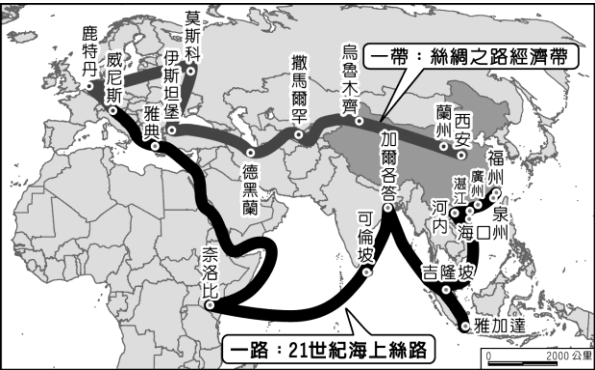 莫斯科
鹿特丹
威尼斯
伊斯坦堡
雅典
撒馬爾罕
烏魯木齊
一帶：絲綢之路經濟帶
蘭州
西安
德黑蘭
加爾各答
福州
廣州
湛江
泉州
河內
海口
可倫坡
奈洛比
吉隆坡
雅加達
一路：21世紀海上絲路
0 2000 公里